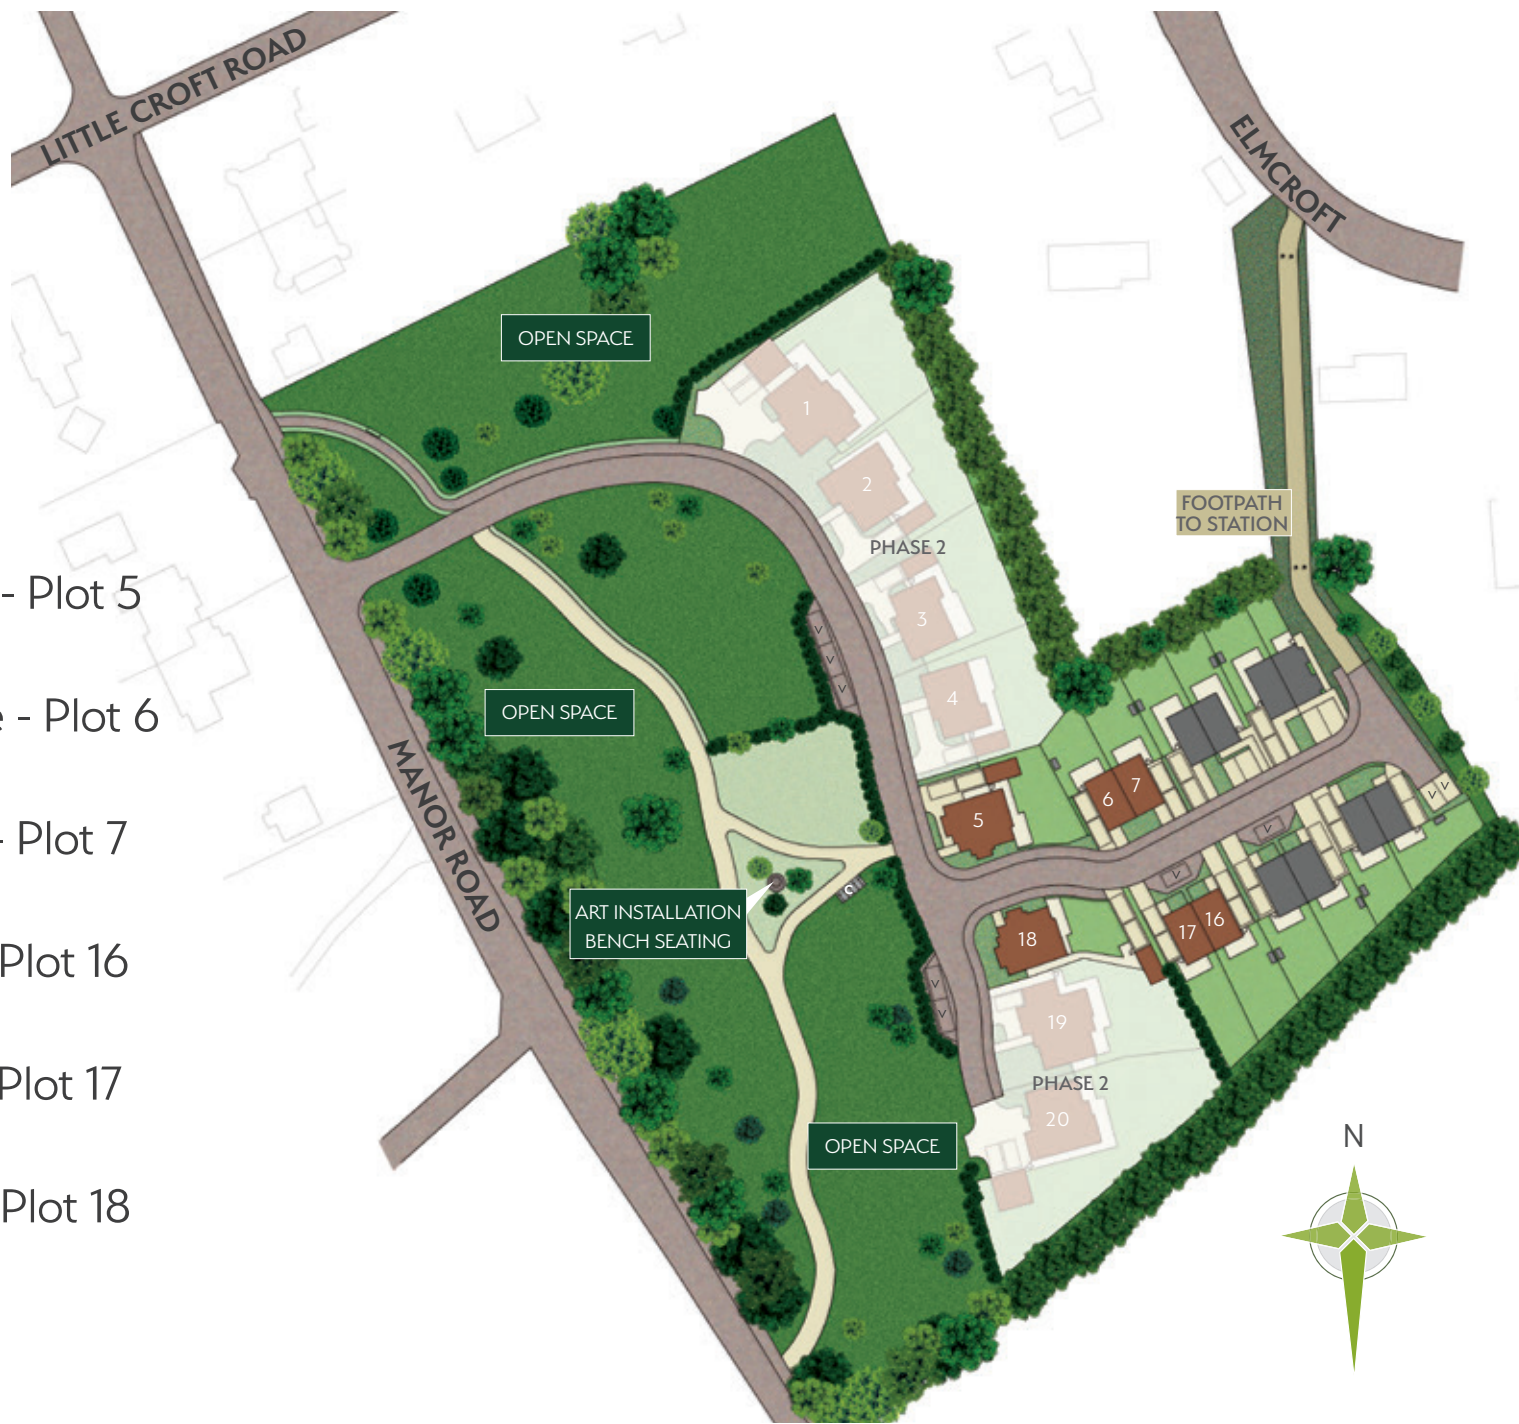 LITTLE CROFT ROAD
ELMCROFT
OPEN SPACE
1
2
FOOTPATH
TO STATION
PHASE 2
- Plot 5
3
V
V
V
4
OPEN SPACE
- Plot 6
MANOR ROAD
6
7
5
V
V
V
- Plot 7
V
ART INSTALLATION
BENCH SEATING
C
18
17
16
Plot 16
V
V
19
Plot 17
PHASE 2
20
OPEN SPACE
N
Plot 18